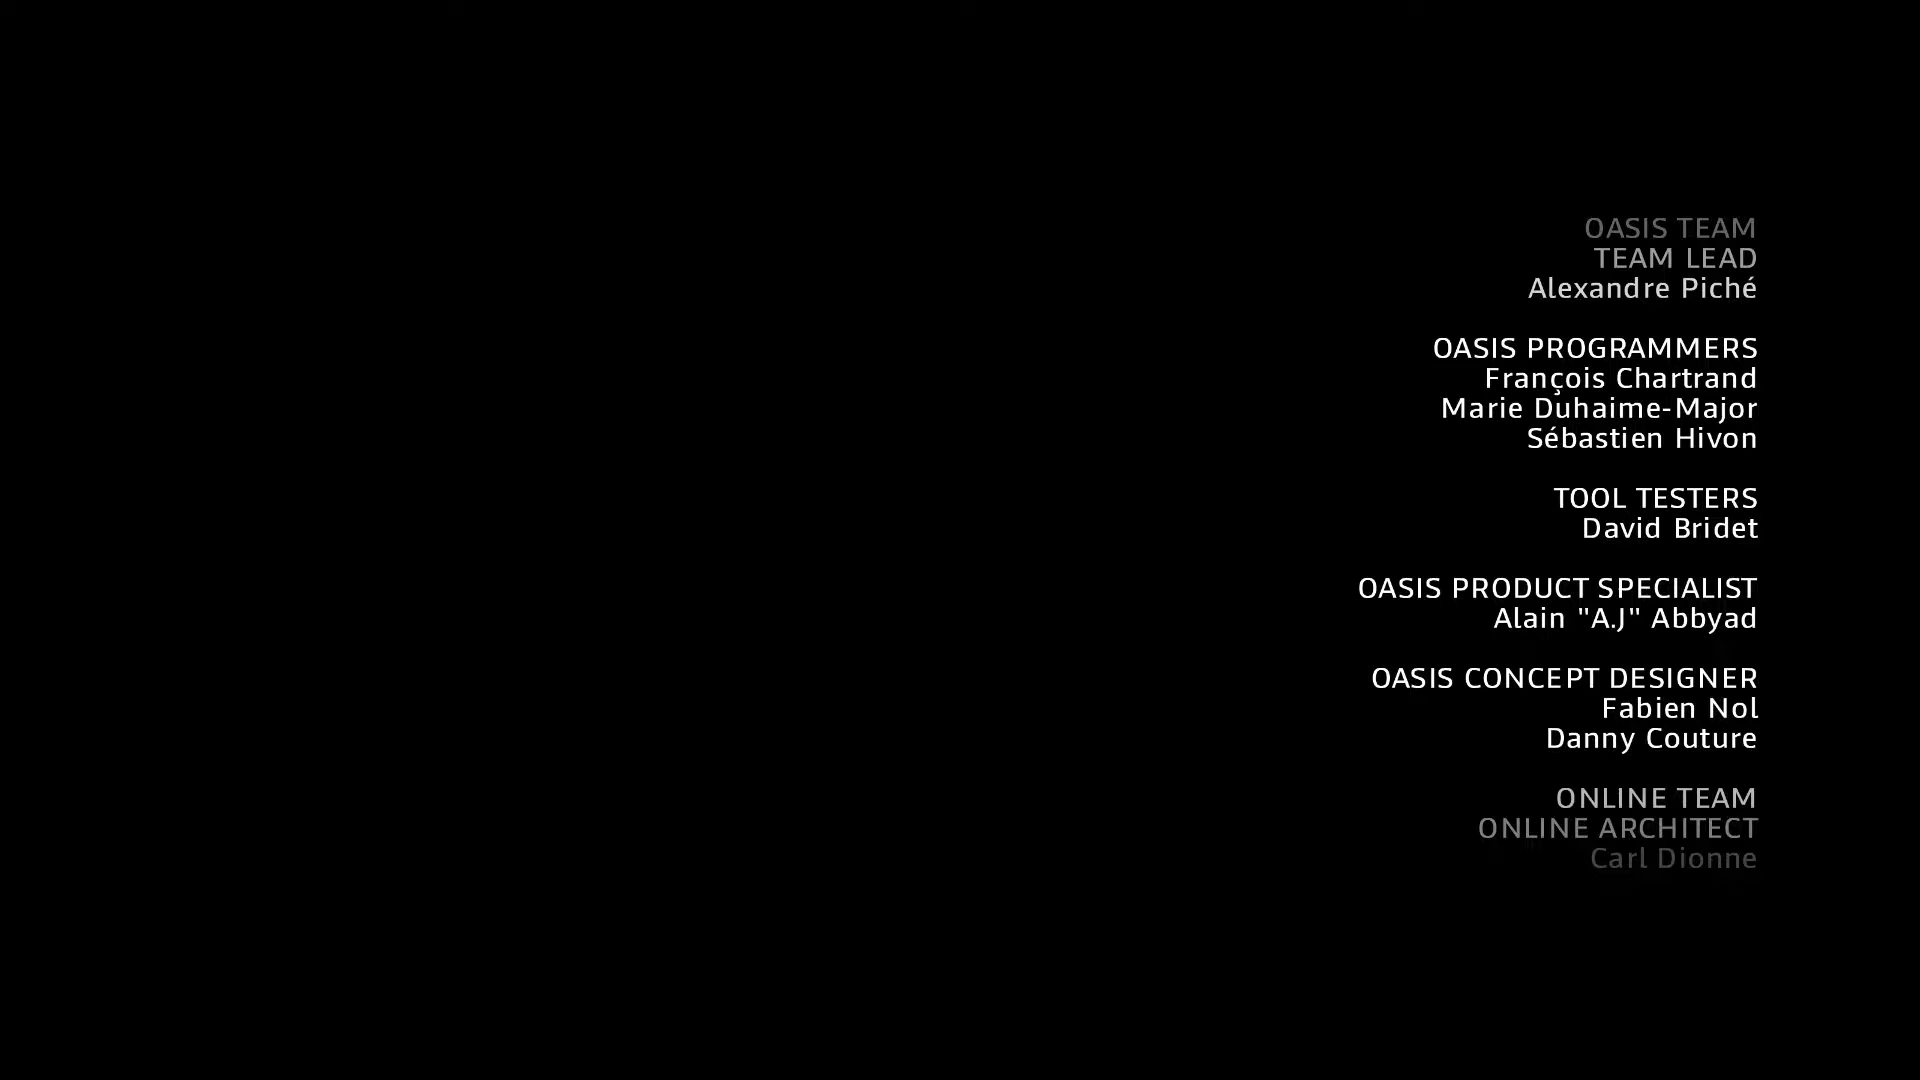 OASIS TEAM
TEAM LEAD
Alexandre Piché
OASIS PROGRAMMERS
François Chartrand
Marie Duhaime-Major
Sébastien Hivon
TOOL TESTERS
David Bridet
OASIS PRODUCT SPECIALIST
Alain "A.J" Abbyad
OASIS CONCEPT DESIGNER
Fabien Nol
Danny Couture
ONLINE TEAM
ONLINE ARCHITECT
Carl Dionne